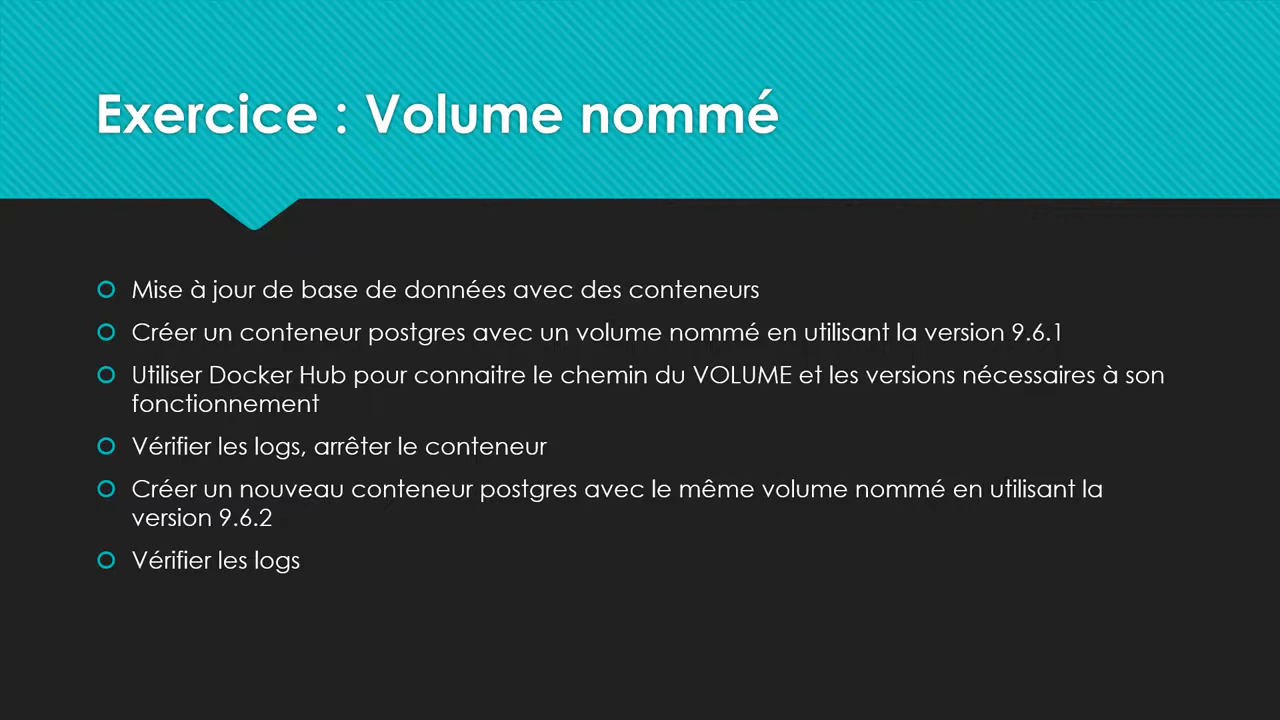 Exercice : Volume nommé
Mise à jour de base de données avec des conteneurs
Créer un conteneur postgres avec un volume nommé en utilisant la version 9.6.1
Utiliser Docker Hub pour connaitre le chemin du VOLUME et les versions nécessaires à son
fonctionnement
Vérifier les logs, arrêter le conteneur
Créer un nouveau conteneur postgres avec le même volume nommé en utilisant la
version 9.6.2
Vérifier les logs